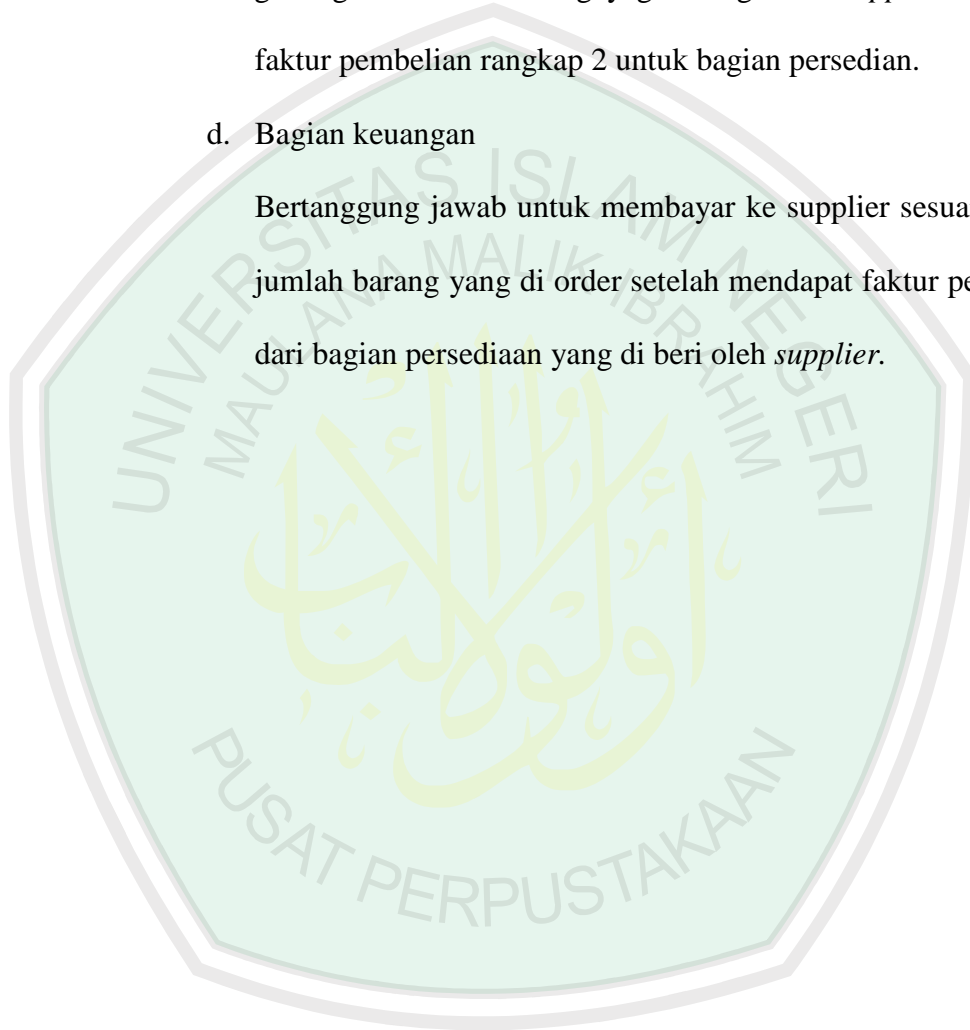 faktur pembelian rangkap 2 untuk bagian persedian.
d. Bagian keuangan
Bertanggung jawab untuk membayar ke supplier sesua
jumlah barang yang di order setelah mendapat faktur pe
dari bagian persediaan yang di beri oleh supplier.
UNIVERSITAS ISLAM NEGERI
MAULANA MALIK IBRAHIM
أولوا الألباب
PUSAT PERPUSTAKAAN